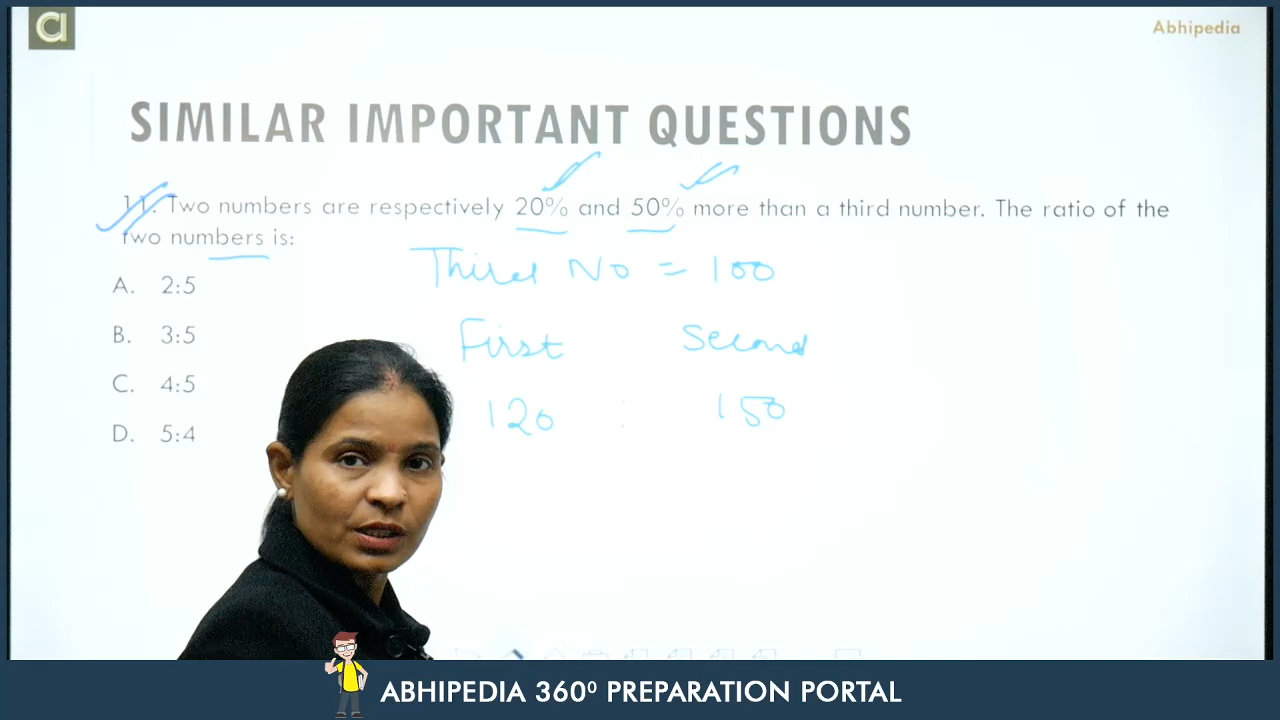 a
Abhipedia
SIMILAR IMPORTANT QUESTIONS
11. Two numbers are respectively 20% and 50% more than a third number. The ratio of the
two numbers is:
Third No = 100
A. 2:5
First Second
B. 3:5
C. 4:5
120 : 150
D. 5:4
ABHIPEDIA 360⁰ PREPARATION PORTAL